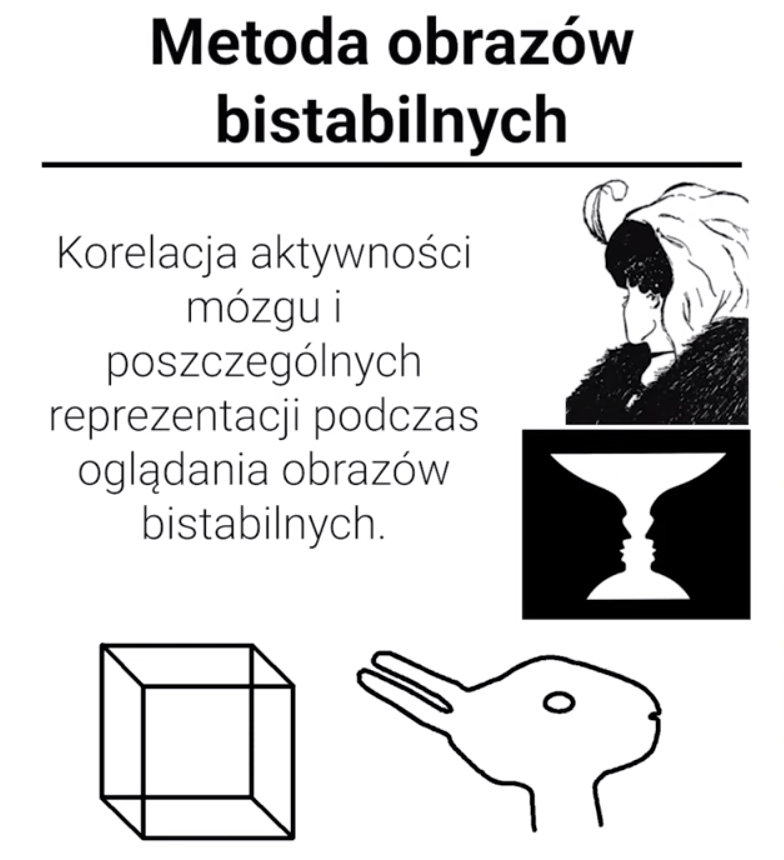 Metoda obrazów
bistabilnych
Korelacja aktywności
mózgu i
poszczególnych
reprezentacji podczas
oglądania obrazów
bistabilnych.